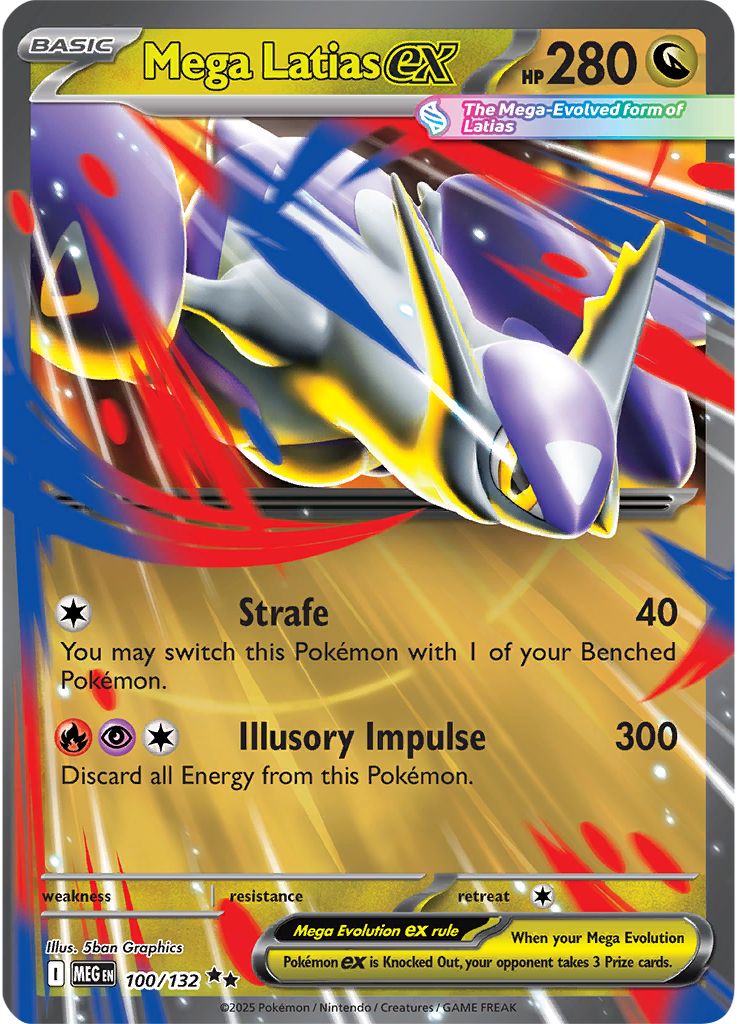 BASIC
Mega Latias ex
HP 280
The Mega-Evolved form of
Latias
Strafe 40
You may switch this Pokémon with 1 of your Benched
Pokémon.
Illusory Impulse 300
Discard all Energy from this Pokémon.
weakness resistance retreat
Illus. 5ban Graphics
Mega Evolution ex rule When your Mega Evolution
Pokémon ex is Knocked Out, your opponent takes 3 Prize cards.
I MEG EN 100/132
©2025 Pokémon / Nintendo / Creatures / GAME FREAK